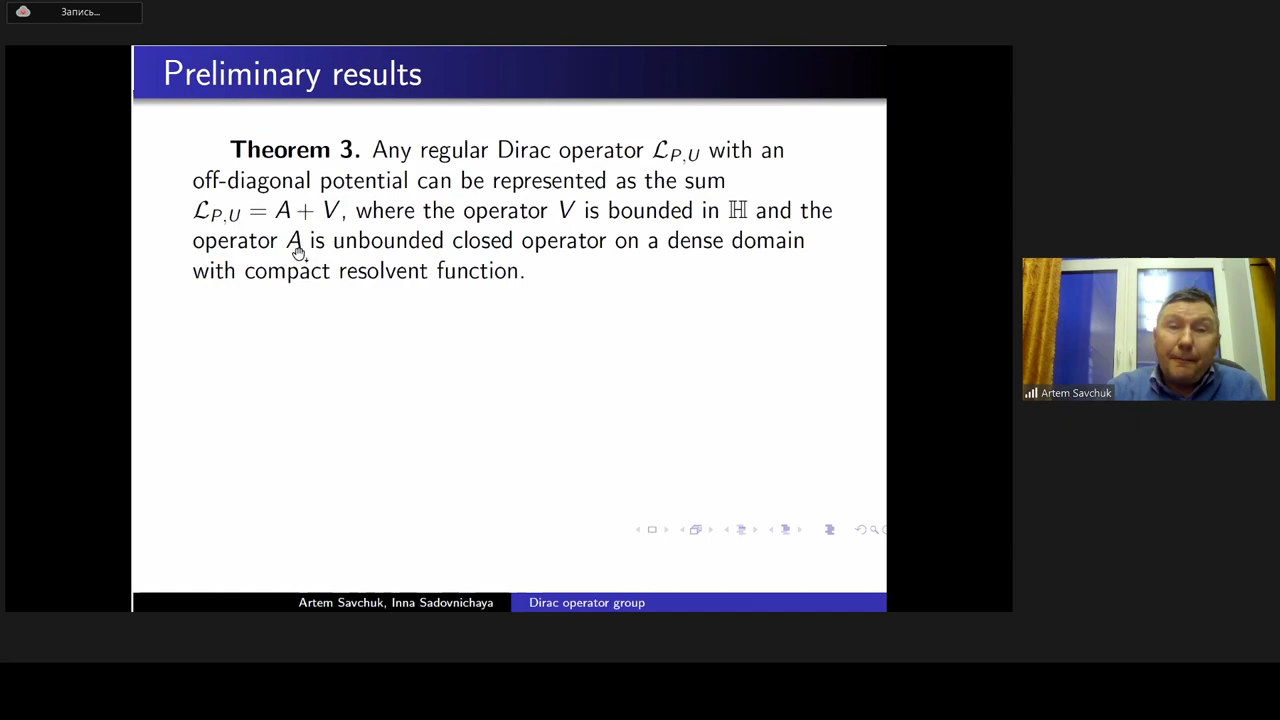 Запись...
Preliminary results
Theorem 3. Any regular Dirac operator ℒ_{P,U} with an
off-diagonal potential can be represented as the sum
ℒ_{P,U} = A + V, where the operator V is bounded in ℍ and the
operator A is unbounded closed operator on a dense domain
with compact resolvent function.
Artem Savchuk
Artem Savchuk, Inna Sadovnichaya
Dirac operator group